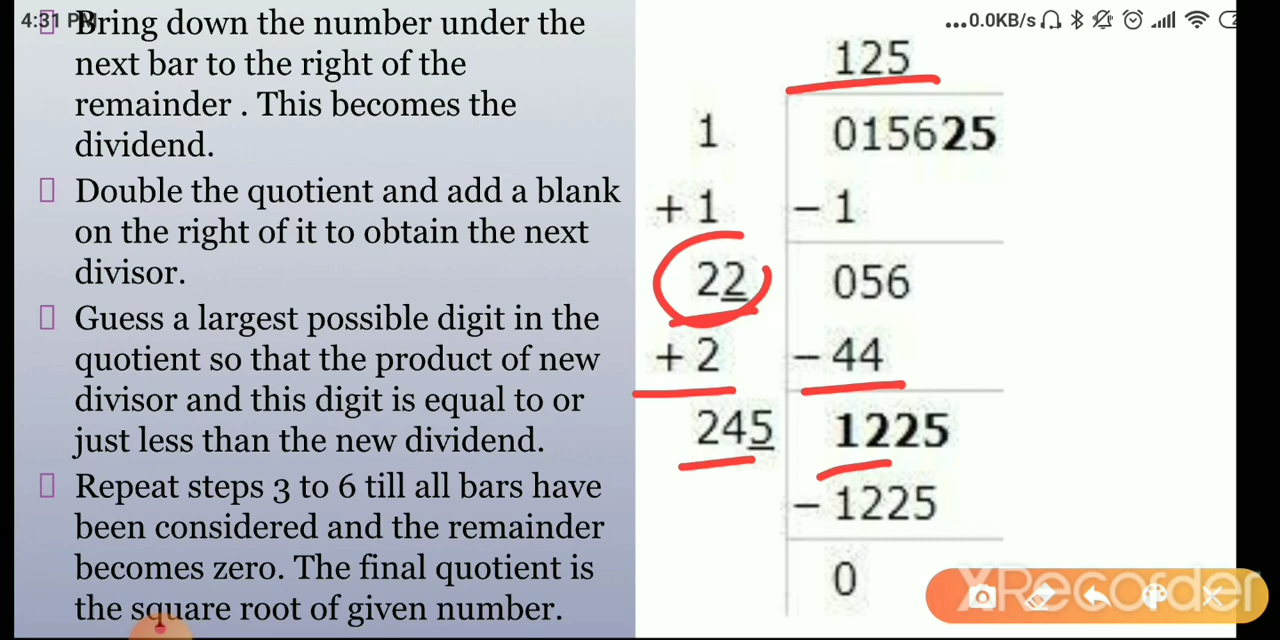 4:31 PM
...0.0KB/s
Bring down the number under the
next bar to the right of the
remainder . This becomes the
dividend.
Double the quotient and add a blank
on the right of it to obtain the next
divisor.
Guess a largest possible digit in the
quotient so that the product of new
divisor and this digit is equal to or
just less than the new dividend.
Repeat steps 3 to 6 till all bars have
been considered and the remainder
becomes zero. The final quotient is
the square root of given number.
125
1 015625
+1 −1
22 056
+2 −44
245 1225
−1225
0
XRecorder